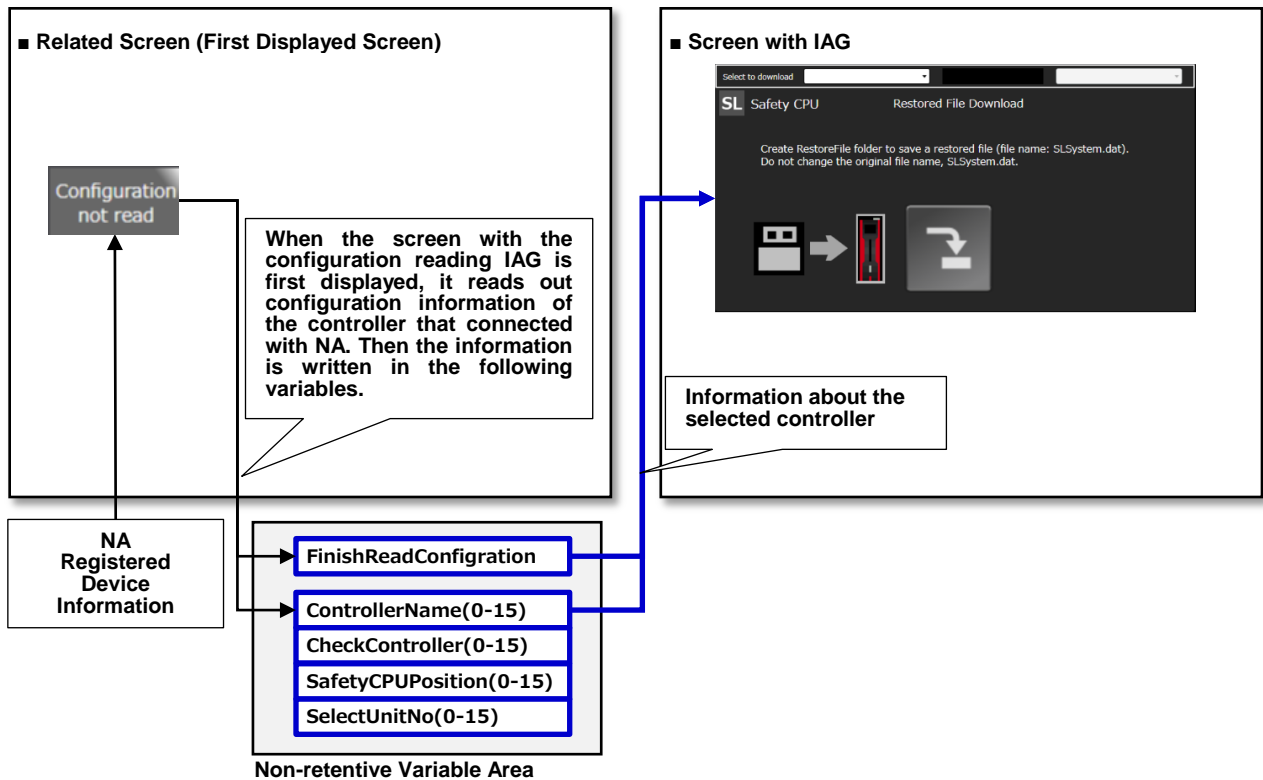 ■ Related Screen (First Displayed Screen)
Configuration
not read
When the screen with the
configuration reading IAG is
first displayed, it reads out
configuration information of
the controller that connected
with NA. Then the information
is written in the following
variables.
NA
Registered
Device
Information
FinishReadConfigration
ControllerName(0-15)
CheckController(0-15)
SafetyCPUPosition(0-15)
SelectUnitNo(0-15)
Non-retentive Variable Area
■ Screen with IAG
Select to download
SL Safety CPU Restored File Download
Create RestoreFile folder to save a restored file (file name: SLSystem.dat).
Do not change the original file name, SLSystem.dat.
Information about the
selected controller